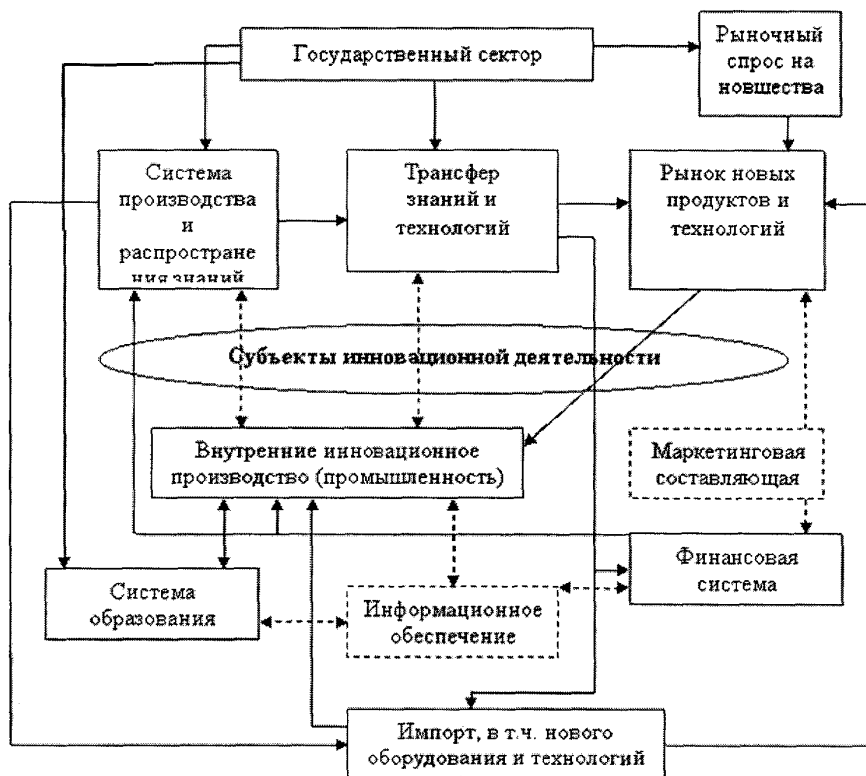 Государственный сектор
Рыночный
спрос на
новшества
Система
производства
и
распростране
ния знаний
Трансфер
знаний и
технологий
Рынок новых
продуктов и
технологий
Субъекты инновационной деятельности
Внутренние инновационное
производство (промышленность)
Маркетинговая
составляющая
Система
образования
Информационное
обеспечение
Финансовая
система
Импорт, в т.ч. нового
оборудования и технологий